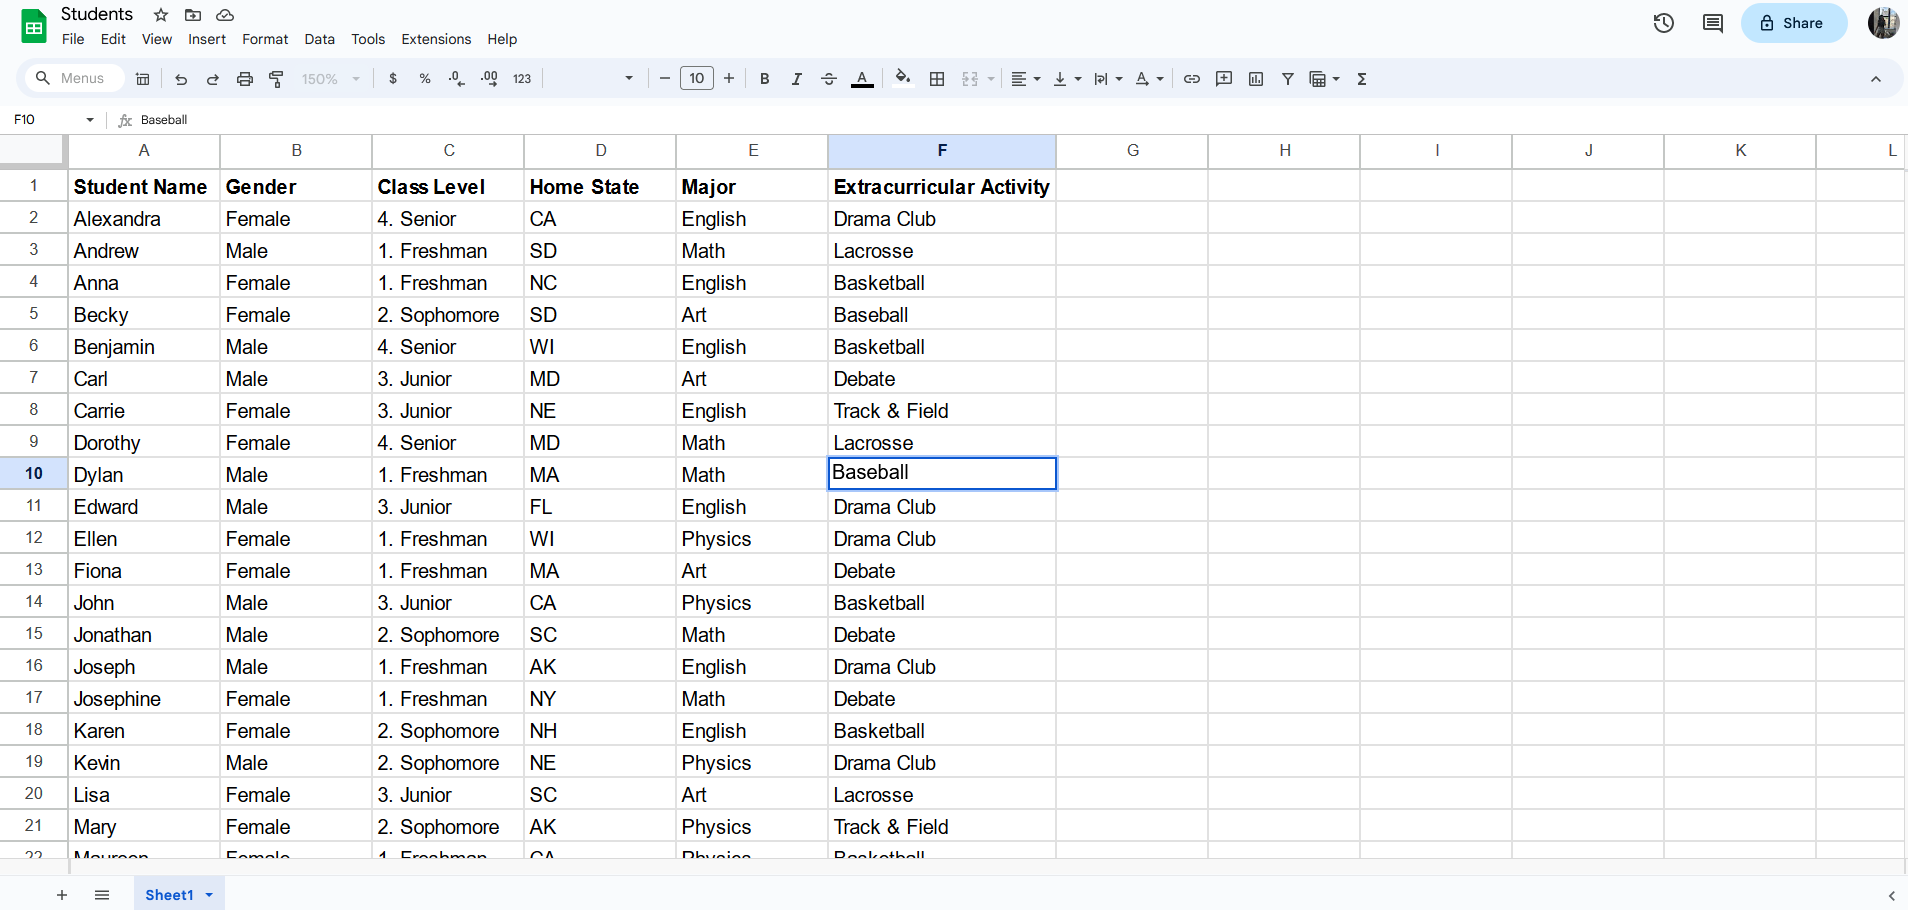 Students
File Edit View Insert Format Data Tools Extensions Help
Share
Menus 150% $ % .0 .00 123 10 B I A Σ
F10 fx Baseball
A B C D E F G H I J K L
1 Student Name Gender Class Level Home State Major Extracurricular Activity
2 Alexandra Female 4. Senior CA English Drama Club
3 Andrew Male 1. Freshman SD Math Lacrosse
4 Anna Female 1. Freshman NC English Basketball
5 Becky Female 2. Sophomore SD Art Baseball
6 Benjamin Male 4. Senior WI English Basketball
7 Carl Male 3. Junior MD Art Debate
8 Carrie Female 3. Junior NE English Track & Field
9 Dorothy Female 4. Senior MD Math Lacrosse
10 Dylan Male 1. Freshman MA Math Baseball
11 Edward Male 3. Junior FL English Drama Club
12 Ellen Female 1. Freshman WI Physics Drama Club
13 Fiona Female 1. Freshman MA Art Debate
14 John Male 3. Junior CA Physics Basketball
15 Jonathan Male 2. Sophomore SC Math Debate
16 Joseph Male 1. Freshman AK English Drama Club
17 Josephine Female 1. Freshman NY Math Debate
18 Karen Female 2. Sophomore NH English Basketball
19 Kevin Male 2. Sophomore NE Physics Drama Club
20 Lisa Female 3. Junior SC Art Lacrosse
21 Mary Female 2. Sophomore AK Physics Track & Field
22 Maureen Female 1. Freshman CA Physics Basketball
Sheet1